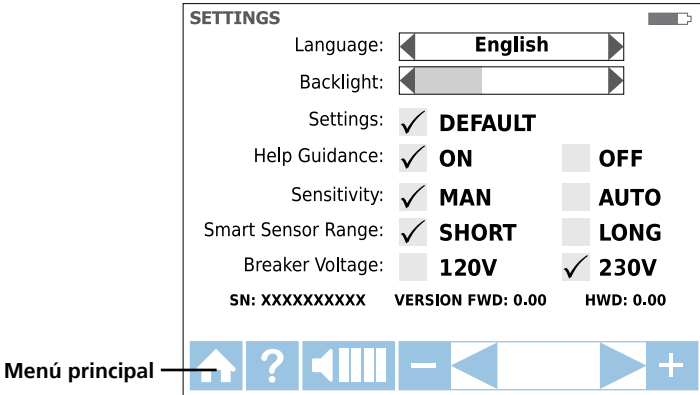 SETTINGS
Language: English
Backlight:
Settings: DEFAULT
Help Guidance: ON OFF
Sensitivity: MAN AUTO
Smart Sensor Range: SHORT LONG
Breaker Voltage: 120V 230V
SN: XXXXXXXXXX VERSION FWD: 0.00 HWD: 0.00
Menú principal ? − +